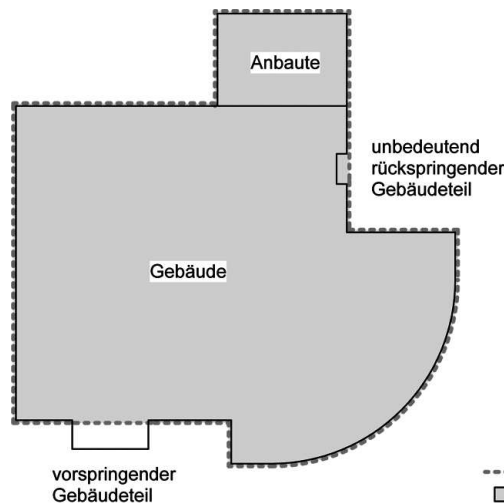 Anbaute
unbedeutend
rückspringender
Gebäudeteil
Gebäude
vorspringender
Gebäudeteil